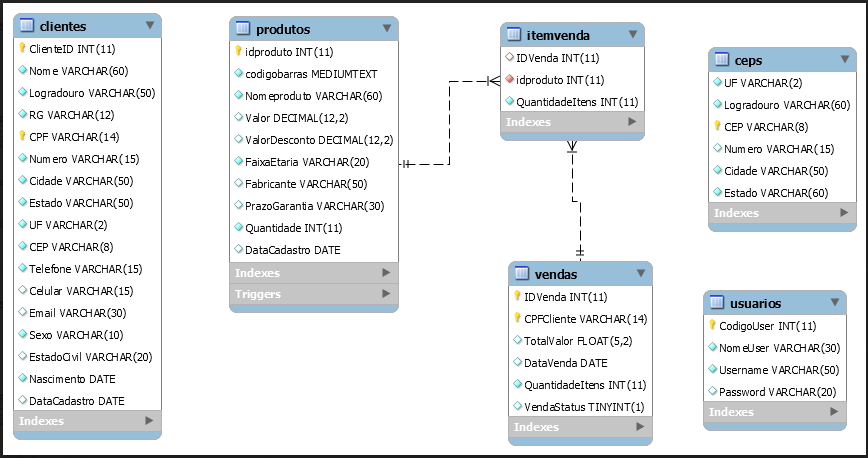 clientes
ClienteID INT(11)
Nome VARCHAR(60)
Logradouro VARCHAR(50)
RG VARCHAR(12)
CPF VARCHAR(14)
Numero VARCHAR(15)
Cidade VARCHAR(50)
Estado VARCHAR(50)
UF VARCHAR(2)
CEP VARCHAR(8)
Telefone VARCHAR(15)
Celular VARCHAR(15)
Email VARCHAR(30)
Sexo VARCHAR(10)
EstadoCivil VARCHAR(20)
Nascimento DATE
DataCadastro DATE
Indexes
produtos
idproduto INT(11)
codigobarras MEDIUMTEXT
Nomeproduto VARCHAR(60)
Valor DECIMAL(12,2)
ValorDesconto DECIMAL(12,2)
FaixaEtaria VARCHAR(20)
Fabricante VARCHAR(50)
PrazoGarantia VARCHAR(30)
Quantidade INT(11)
DataCadastro DATE
Indexes
Triggers
itemvenda
IDVenda INT(11)
idproduto INT(11)
QuantidadeItens INT(11)
Indexes
vendas
IDVenda INT(11)
CPFCliente VARCHAR(14)
TotalValor FLOAT(5,2)
DataVenda DATE
QuantidadeItens INT(11)
VendaStatus TINYINT(1)
Indexes
ceps
UF VARCHAR(2)
Logradouro VARCHAR(60)
CEP VARCHAR(8)
Numero VARCHAR(15)
Cidade VARCHAR(50)
Estado VARCHAR(60)
Indexes
usuarios
CodigoUser INT(11)
NomeUser VARCHAR(30)
Username VARCHAR(50)
Password VARCHAR(20)
Indexes